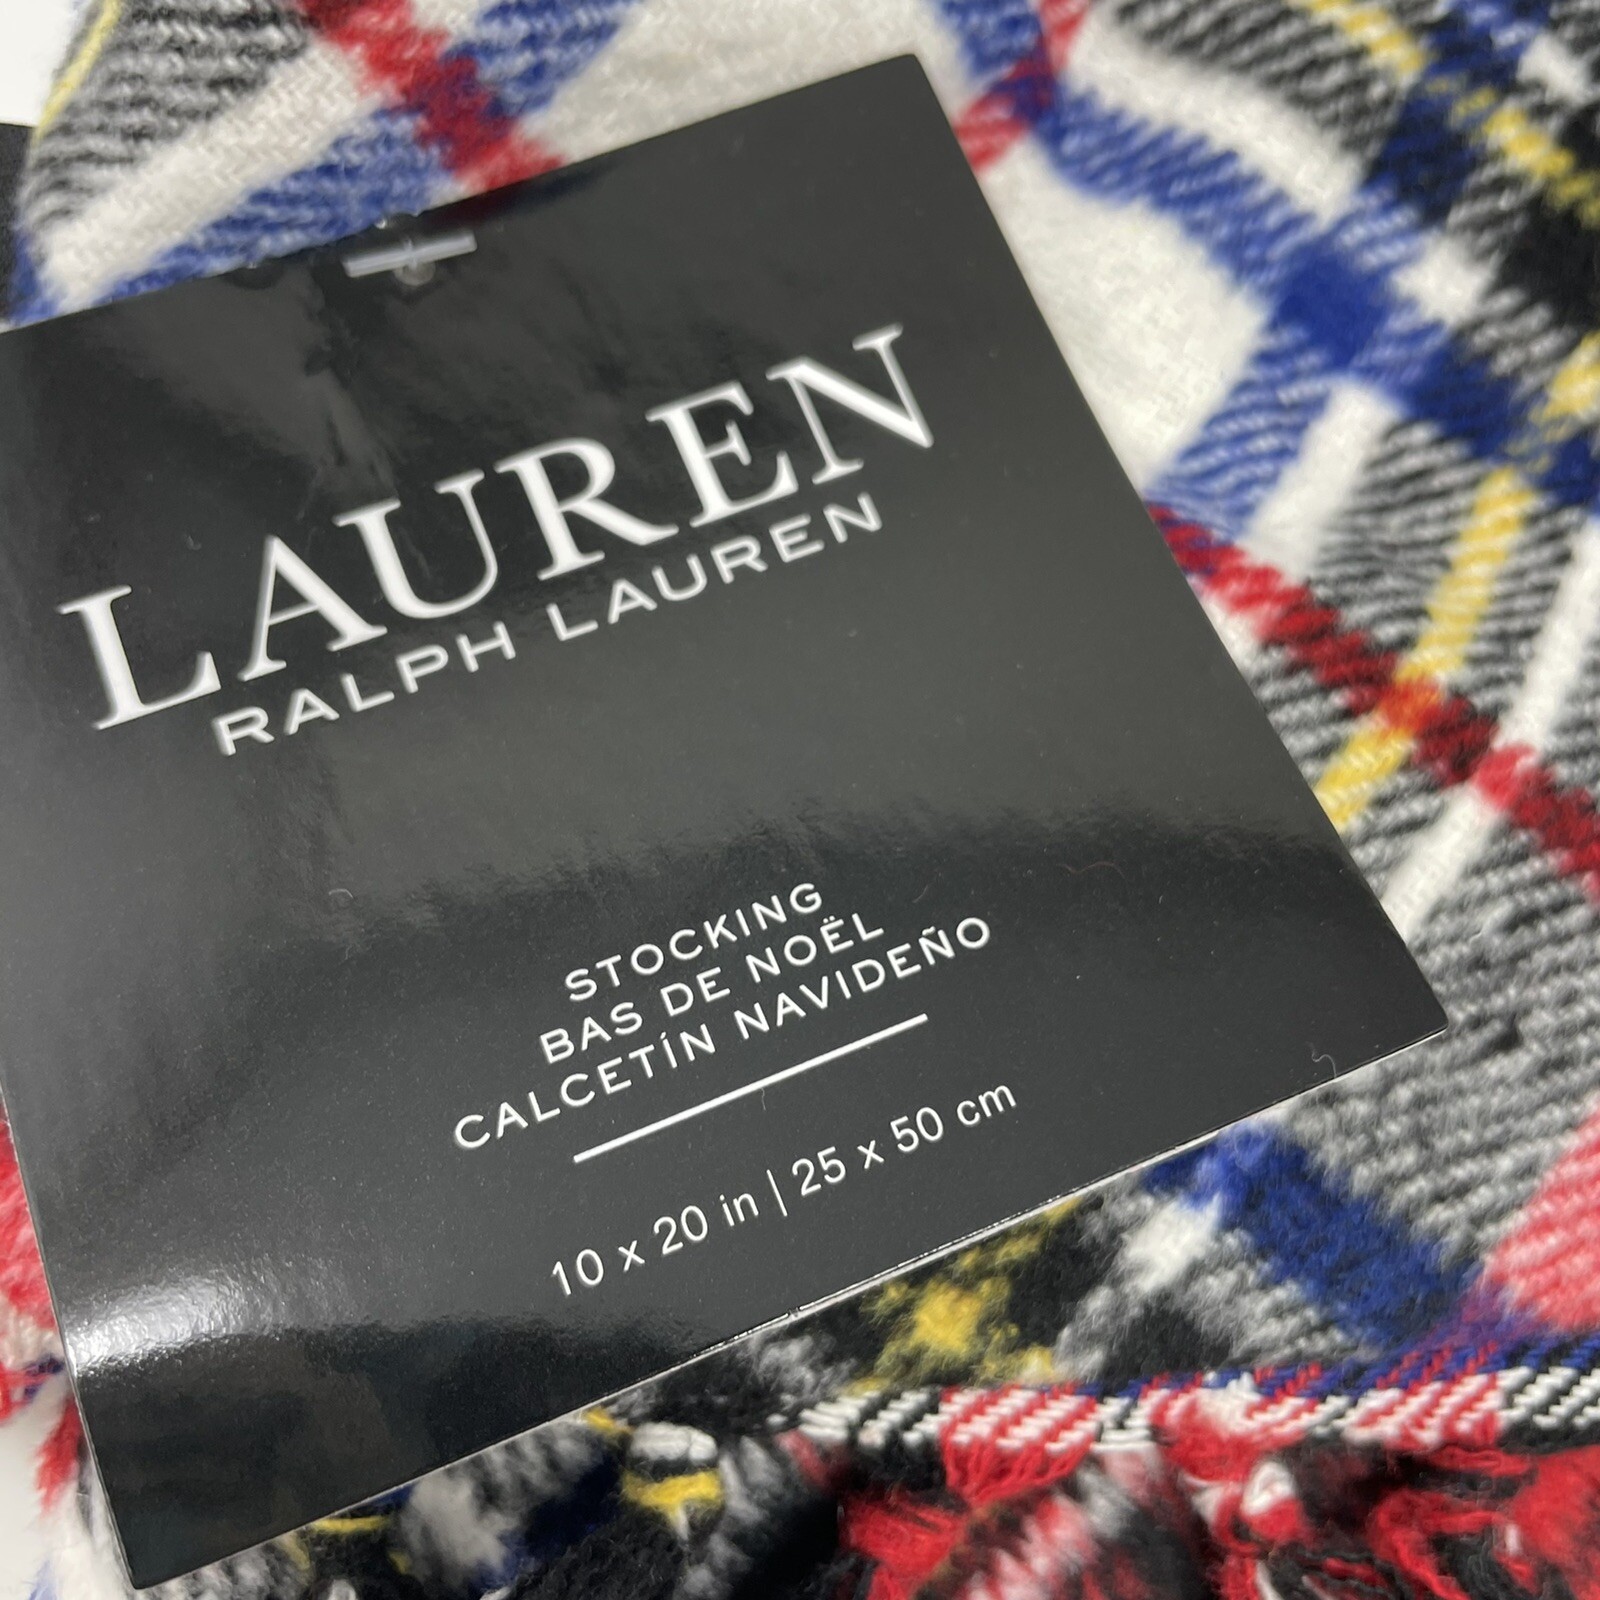 LAUREN
RALPH LAUREN
STOCKING
BAS DE NOËL
CALCETÍN NAVIDEÑO
10 x 20 in | 25 x 50 cm